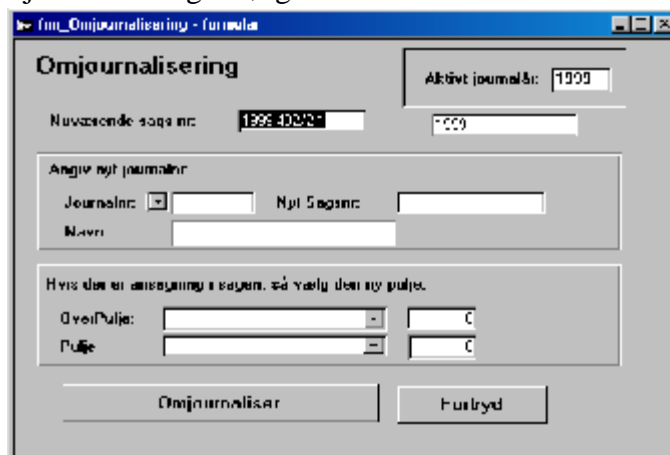 frm_Omjournalisering - formular
Omjournalisering
Aktivt journalår: 1999
Nuværende sags nr:
1999
Angiv nyt journalnr
Journalnr: Nyt Sagsnr:
Navn
Hvis der er ansøgning i sagen, så vælg den ny pulje.
OverPulje: 0
Pulje 0
Omjournaliser Fortryd